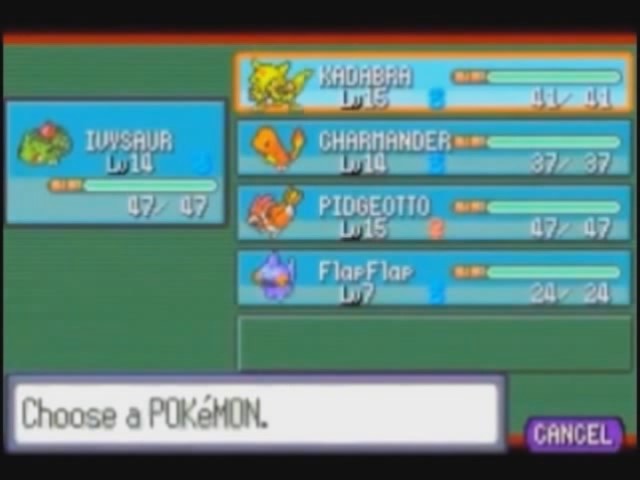 IVYSAUR
Lv14
47/ 47
KADABRA
Lv15
41/ 41
CHARMANDER
Lv14
37/ 37
PIDGEOTTO
Lv15
47/ 47
FlapFlap
Lv7
24/ 24
Choose a POKéMON.
CANCEL